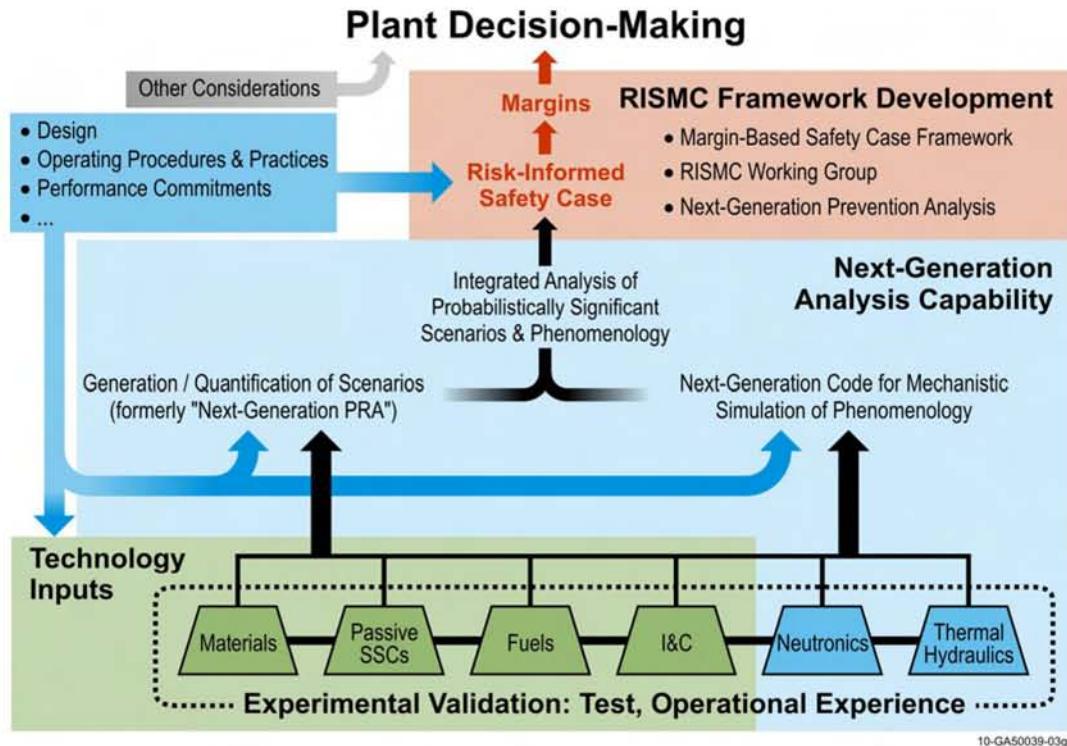 Plant Decision-Making
Other Considerations
• Design
• Operating Procedures & Practices
• Performance Commitments
• ...
Margins
Risk-Informed
Safety Case
RISMC Framework Development
• Margin-Based Safety Case Framework
• RISMC Working Group
• Next-Generation Prevention Analysis
Next-Generation
Analysis Capability
Integrated Analysis of
Probabilistically Significant
Scenarios & Phenomenology
Generation / Quantification of Scenarios
(formerly "Next-Generation PRA")
Next-Generation Code for Mechanistic
Simulation of Phenomenology
Technology
Inputs
Materials
Passive
SSCs
Fuels
I&C
Neutronics
Thermal
Hydraulics
Experimental Validation: Test, Operational Experience
10-GA50039-03g